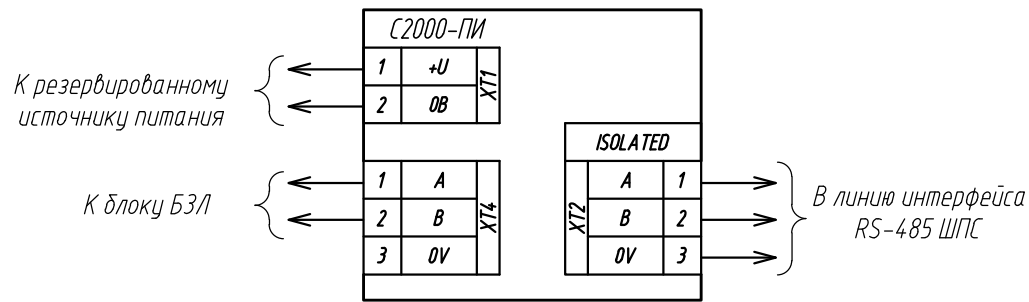 С2000-ПИ
К резервированному
источнику питания
1 +U
2 0В
XT1
ISOLATED
К блоку БЗЛ
1 A
2 B
3 0V
XT4
XT2
A 1
B 2
0V 3
В линию интерфейса
RS-485 ШПС